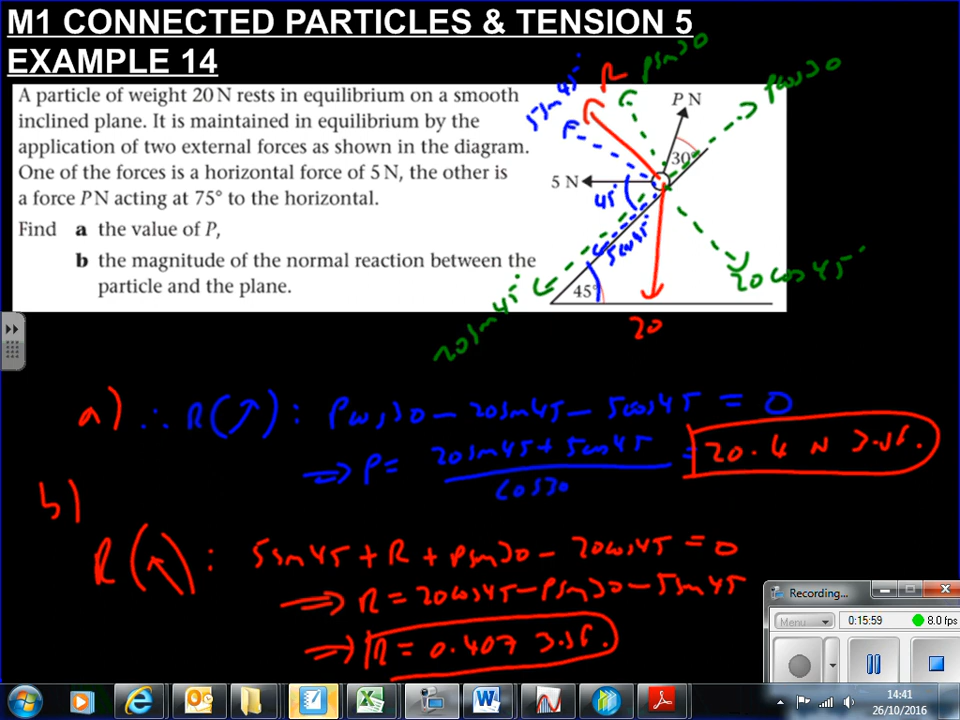 M1 CONNECTED PARTICLES & TENSION 5
EXAMPLE 14
A particle of weight 20 N rests in equilibrium on a smooth
inclined plane. It is maintained in equilibrium by the
application of two external forces as shown in the diagram.
One of the forces is a horizontal force of 5 N, the other is
a force P N acting at 75° to the horizontal.
Find a the value of P,
b the magnitude of the normal reaction between the
particle and the plane.
5sin45
R
Psin30
Pcos30
P N
F
30°
5 N
45°
5cos45
20cos45
45°
20sin45
20
a) ∴ R(↗): Pcos30 - 20sin45 - 5cos45 = 0
⇒ P = 20sin45 + 5cos45 / cos30 = 20.4 N 3.s.f.
b)
R(↖): 5sin45 + R + Psin30 - 20cos45 = 0
⇒ R = 20cos45 - Psin30 - 5sin45
⇒ R = 0.407 3.s.f.
Recording...
Menu
0:15:59
8.0 fps
14:41
26/10/2016